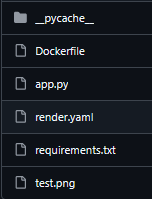 __pycache__
Dockerfile
app.py
render.yaml
requirements.txt
test.png